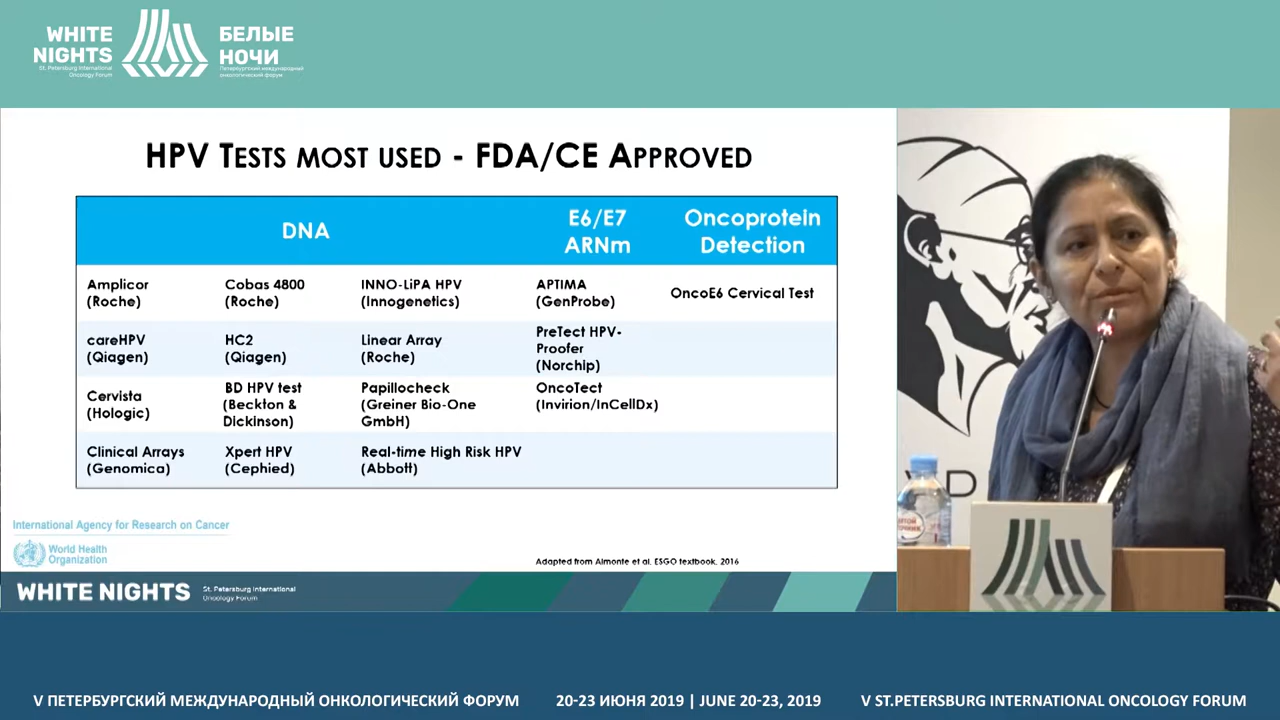 WHITE
NIGHTS
St. Petersburg International
Oncology Forum
БЕЛЫЕ
НОЧИ
Петербургский международный
онкологический форум
HPV TESTS MOST USED - FDA/CE APPROVED
DNA
E6/E7
ARNm
Oncoprotein
Detection
Amplicor
(Roche)
Cobas 4800
(Roche)
INNO-LiPA HPV
(Innogenetics)
APTIMA
(GenProbe)
OncoE6 Cervical Test
careHPV
(Qiagen)
HC2
(Qiagen)
Linear Array
(Roche)
PreTect HPV-
Proofer
(Norchip)
Cervista
(Hologic)
BD HPV test
(Beckton &
Dickinson)
Papillocheck
(Greiner Bio-One
GmbH)
OncoTect
(Invirion/InCellDx)
Clinical Arrays
(Genomica)
Xpert HPV
(Cephied)
Real-time High Risk HPV
(Abbott)
International Agency for Research on Cancer
World Health
Organization
Adapted from Almonte et al. ESGO textbook, 2016
WHITE NIGHTS
St. Petersburg International
Oncology Forum
V ПЕТЕРБУРГСКИЙ МЕЖДУНАРОДНЫЙ ОНКОЛОГИЧЕСКИЙ ФОРУМ
20-23 ИЮНЯ 2019 | JUNE 20-23, 2019
V ST.PETERSBURG INTERNATIONAL ONCOLOGY FORUM